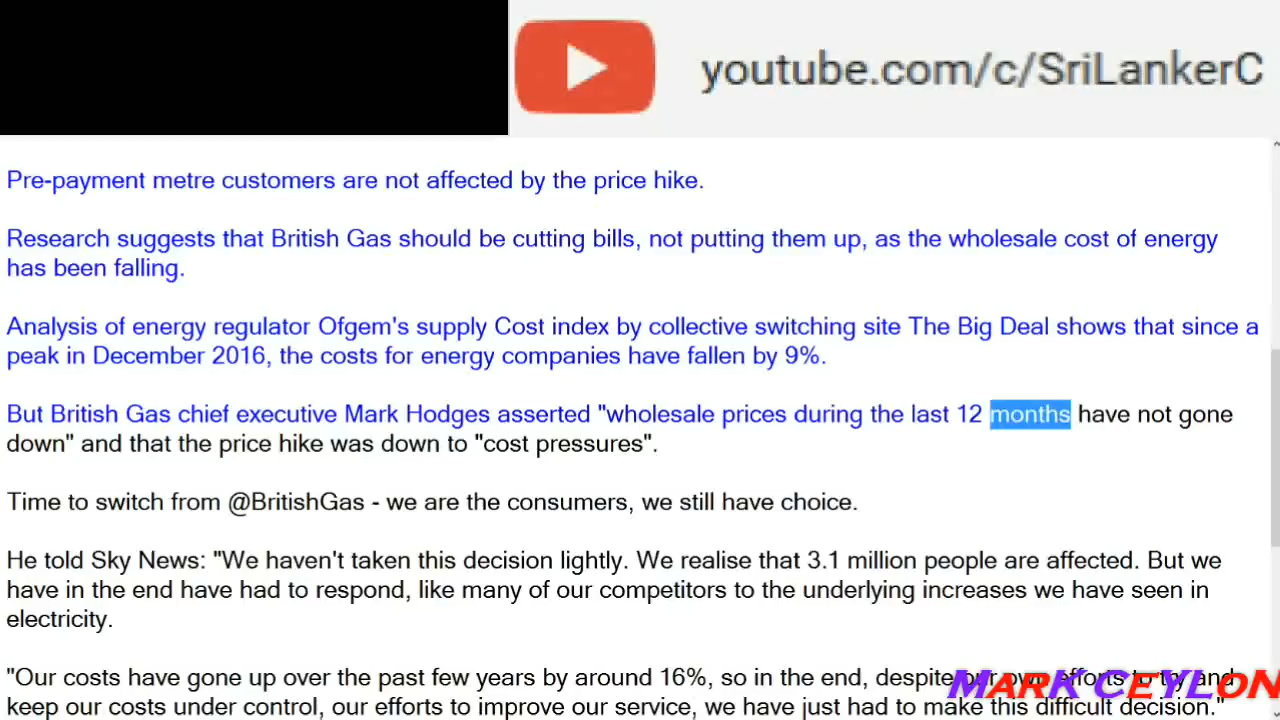 youtube.com/c/SriLankerC
Pre-payment metre customers are not affected by the price hike.
Research suggests that British Gas should be cutting bills, not putting them up, as the wholesale cost of energy
has been falling.
Analysis of energy regulator Ofgem's supply Cost index by collective switching site The Big Deal shows that since a
peak in December 2016, the costs for energy companies have fallen by 9%.
But British Gas chief executive Mark Hodges asserted "wholesale prices during the last 12 months have not gone
down" and that the price hike was down to "cost pressures".
Time to switch from @BritishGas - we are the consumers, we still have choice.
He told Sky News: "We haven't taken this decision lightly. We realise that 3.1 million people are affected. But we
have in the end have had to respond, like many of our competitors to the underlying increases we have seen in
electricity.
"Our costs have gone up over the past few years by around 16%, so in the end, despite our own efforts to try and
keep our costs under control, our efforts to improve our service, we have just had to make this difficult decision."
MARK CEYLON